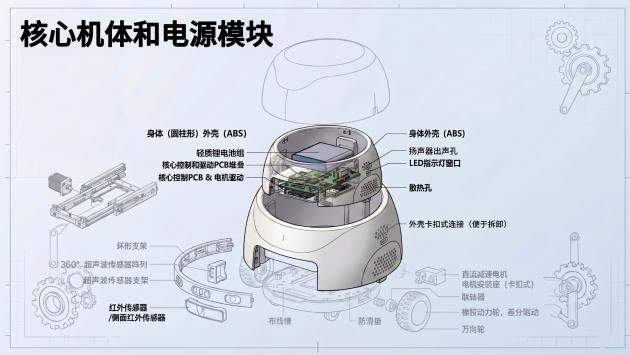 核心机体和电源模块
身体（圆柱形）外壳（ABS）
轻质锂电池组
核心控制和驱动PCB堆叠
核心控制PCB & 电机驱动
身体外壳（ABS）
扬声器出声孔
LED指示灯窗口
散热孔
外壳卡扣式连接（便于拆卸）
环形支架
360°超声波传感器阵列
超声波传感器支架
红外传感器
/侧面红外传感器
布线槽
防滑垫
直流减速电机
电机安装座（卡扣式）
联轴器
橡胶动力轮，差分驱动
万向轮